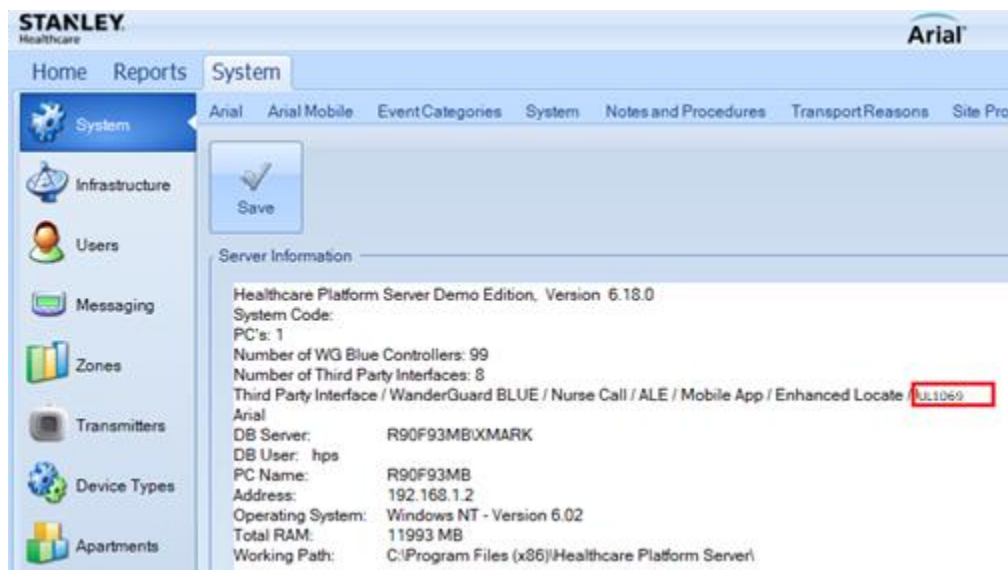 STANLEY
Healthcare
Arial
Home Reports System
System
Arial Arial Mobile Event Categories System Notes and Procedures Transport Reasons Site Pro
Infrastructure
Save
Users
Server Information
Messaging
Healthcare Platform Server Demo Edition, Version 6.18.0
System Code:
PC's: 1
Number of WG Blue Controllers: 99
Zones
Number of Third Party Interfaces: 8
Third Party Interface / WanderGuard BLUE / Nurse Call / ALE / Mobile App / Enhanced Locate / UL1069
Arial
Transmitters
DB Server: R90F93MB\XMARK
DB User: hps
PC Name: R90F93MB
Device Types
Address: 192.168.1.2
Operating System: Windows NT - Version 6.02
Total RAM: 11993 MB
Apartments
Working Path: C:\Program Files (x86)\Healthcare Platform Server\